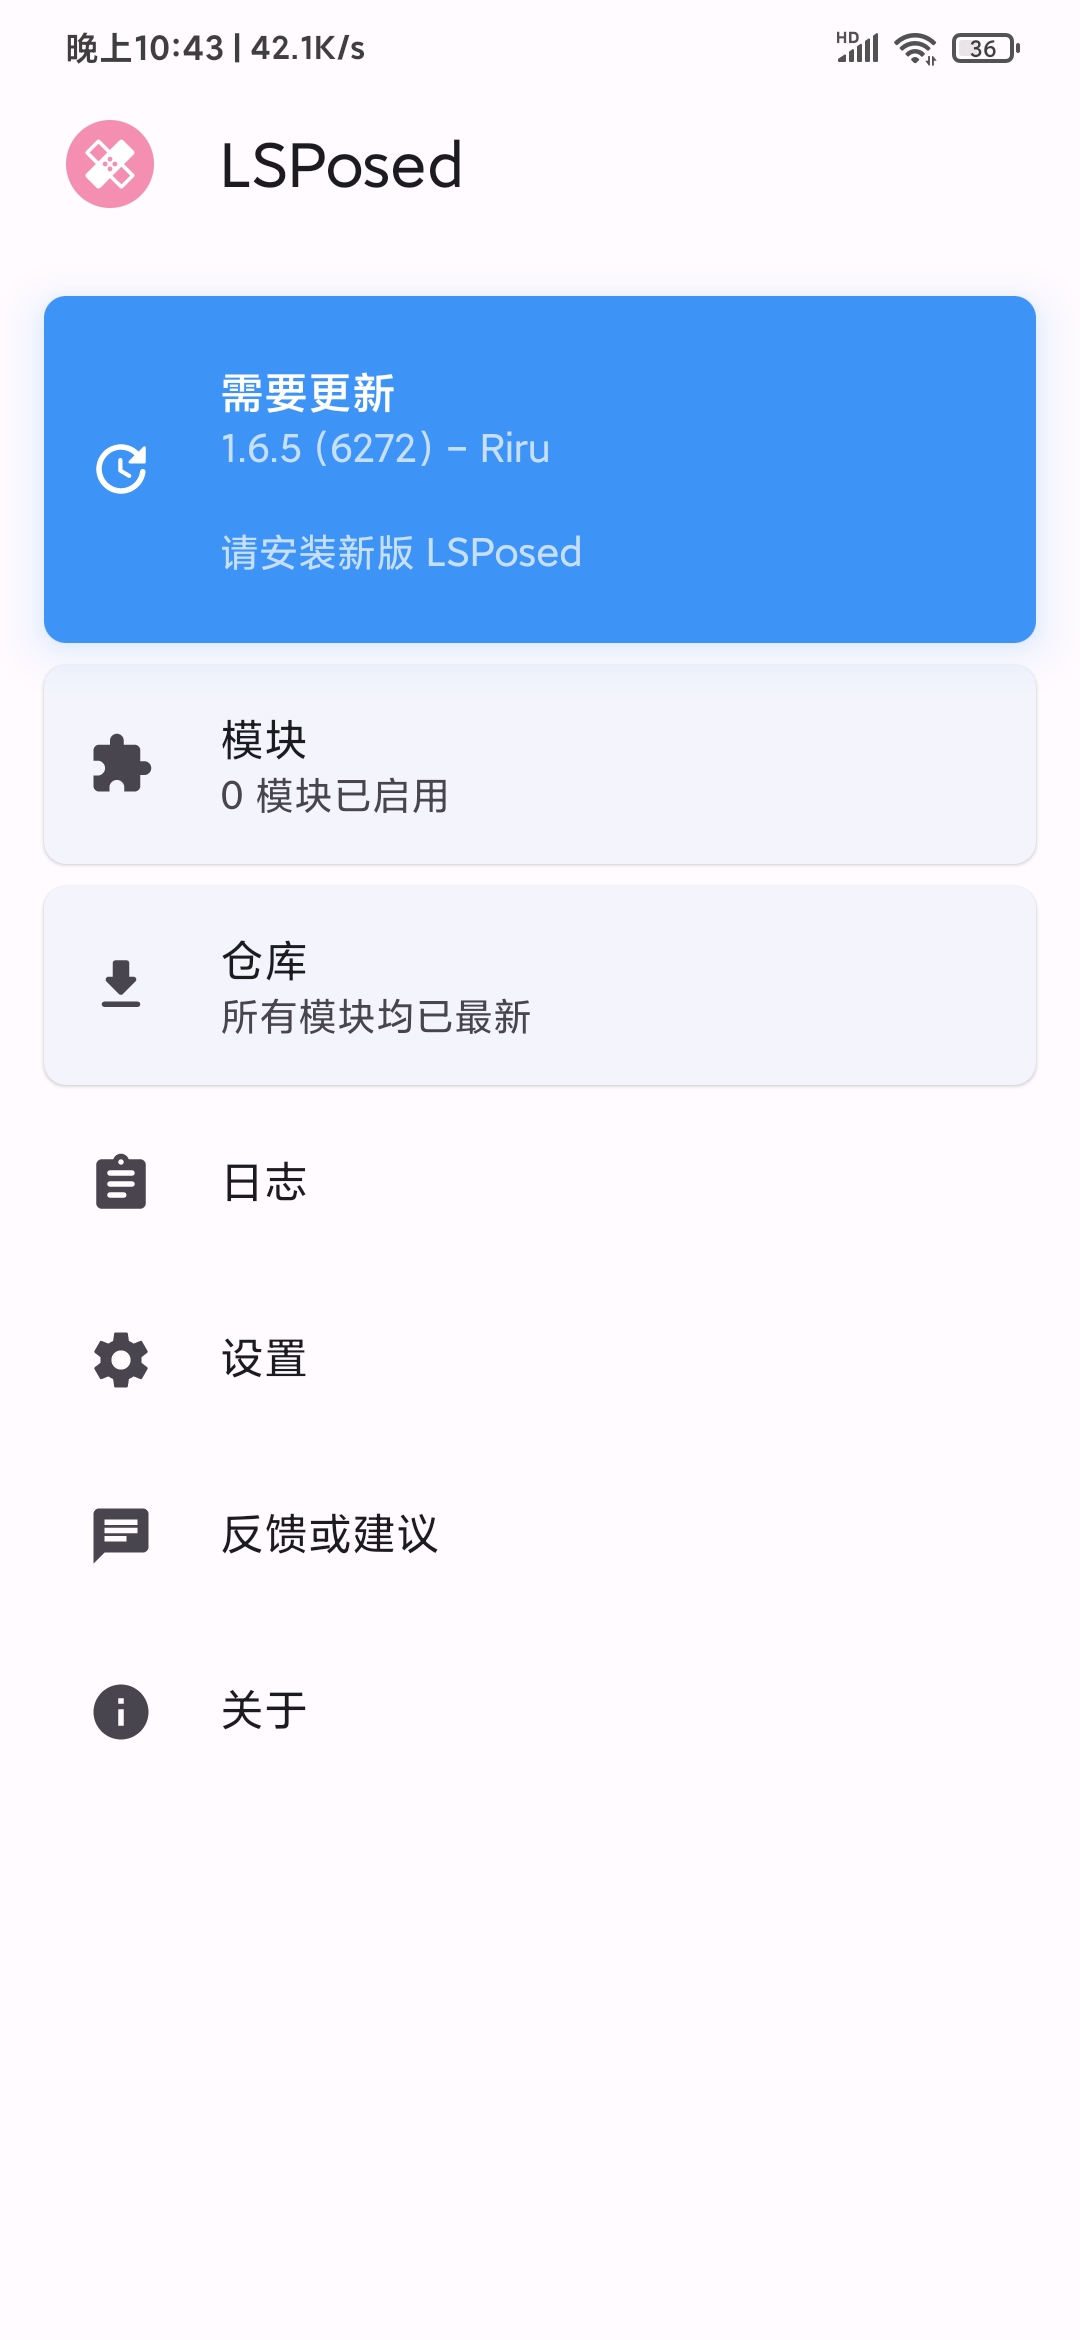 晚上10:43 | 42.1K/s
HD
36
LSPosed
需要更新
1.6.5 (6272) - Riru
请安装新版 LSPosed
模块
0 模块已启用
仓库
所有模块均已最新
日志
设置
反馈或建议
关于